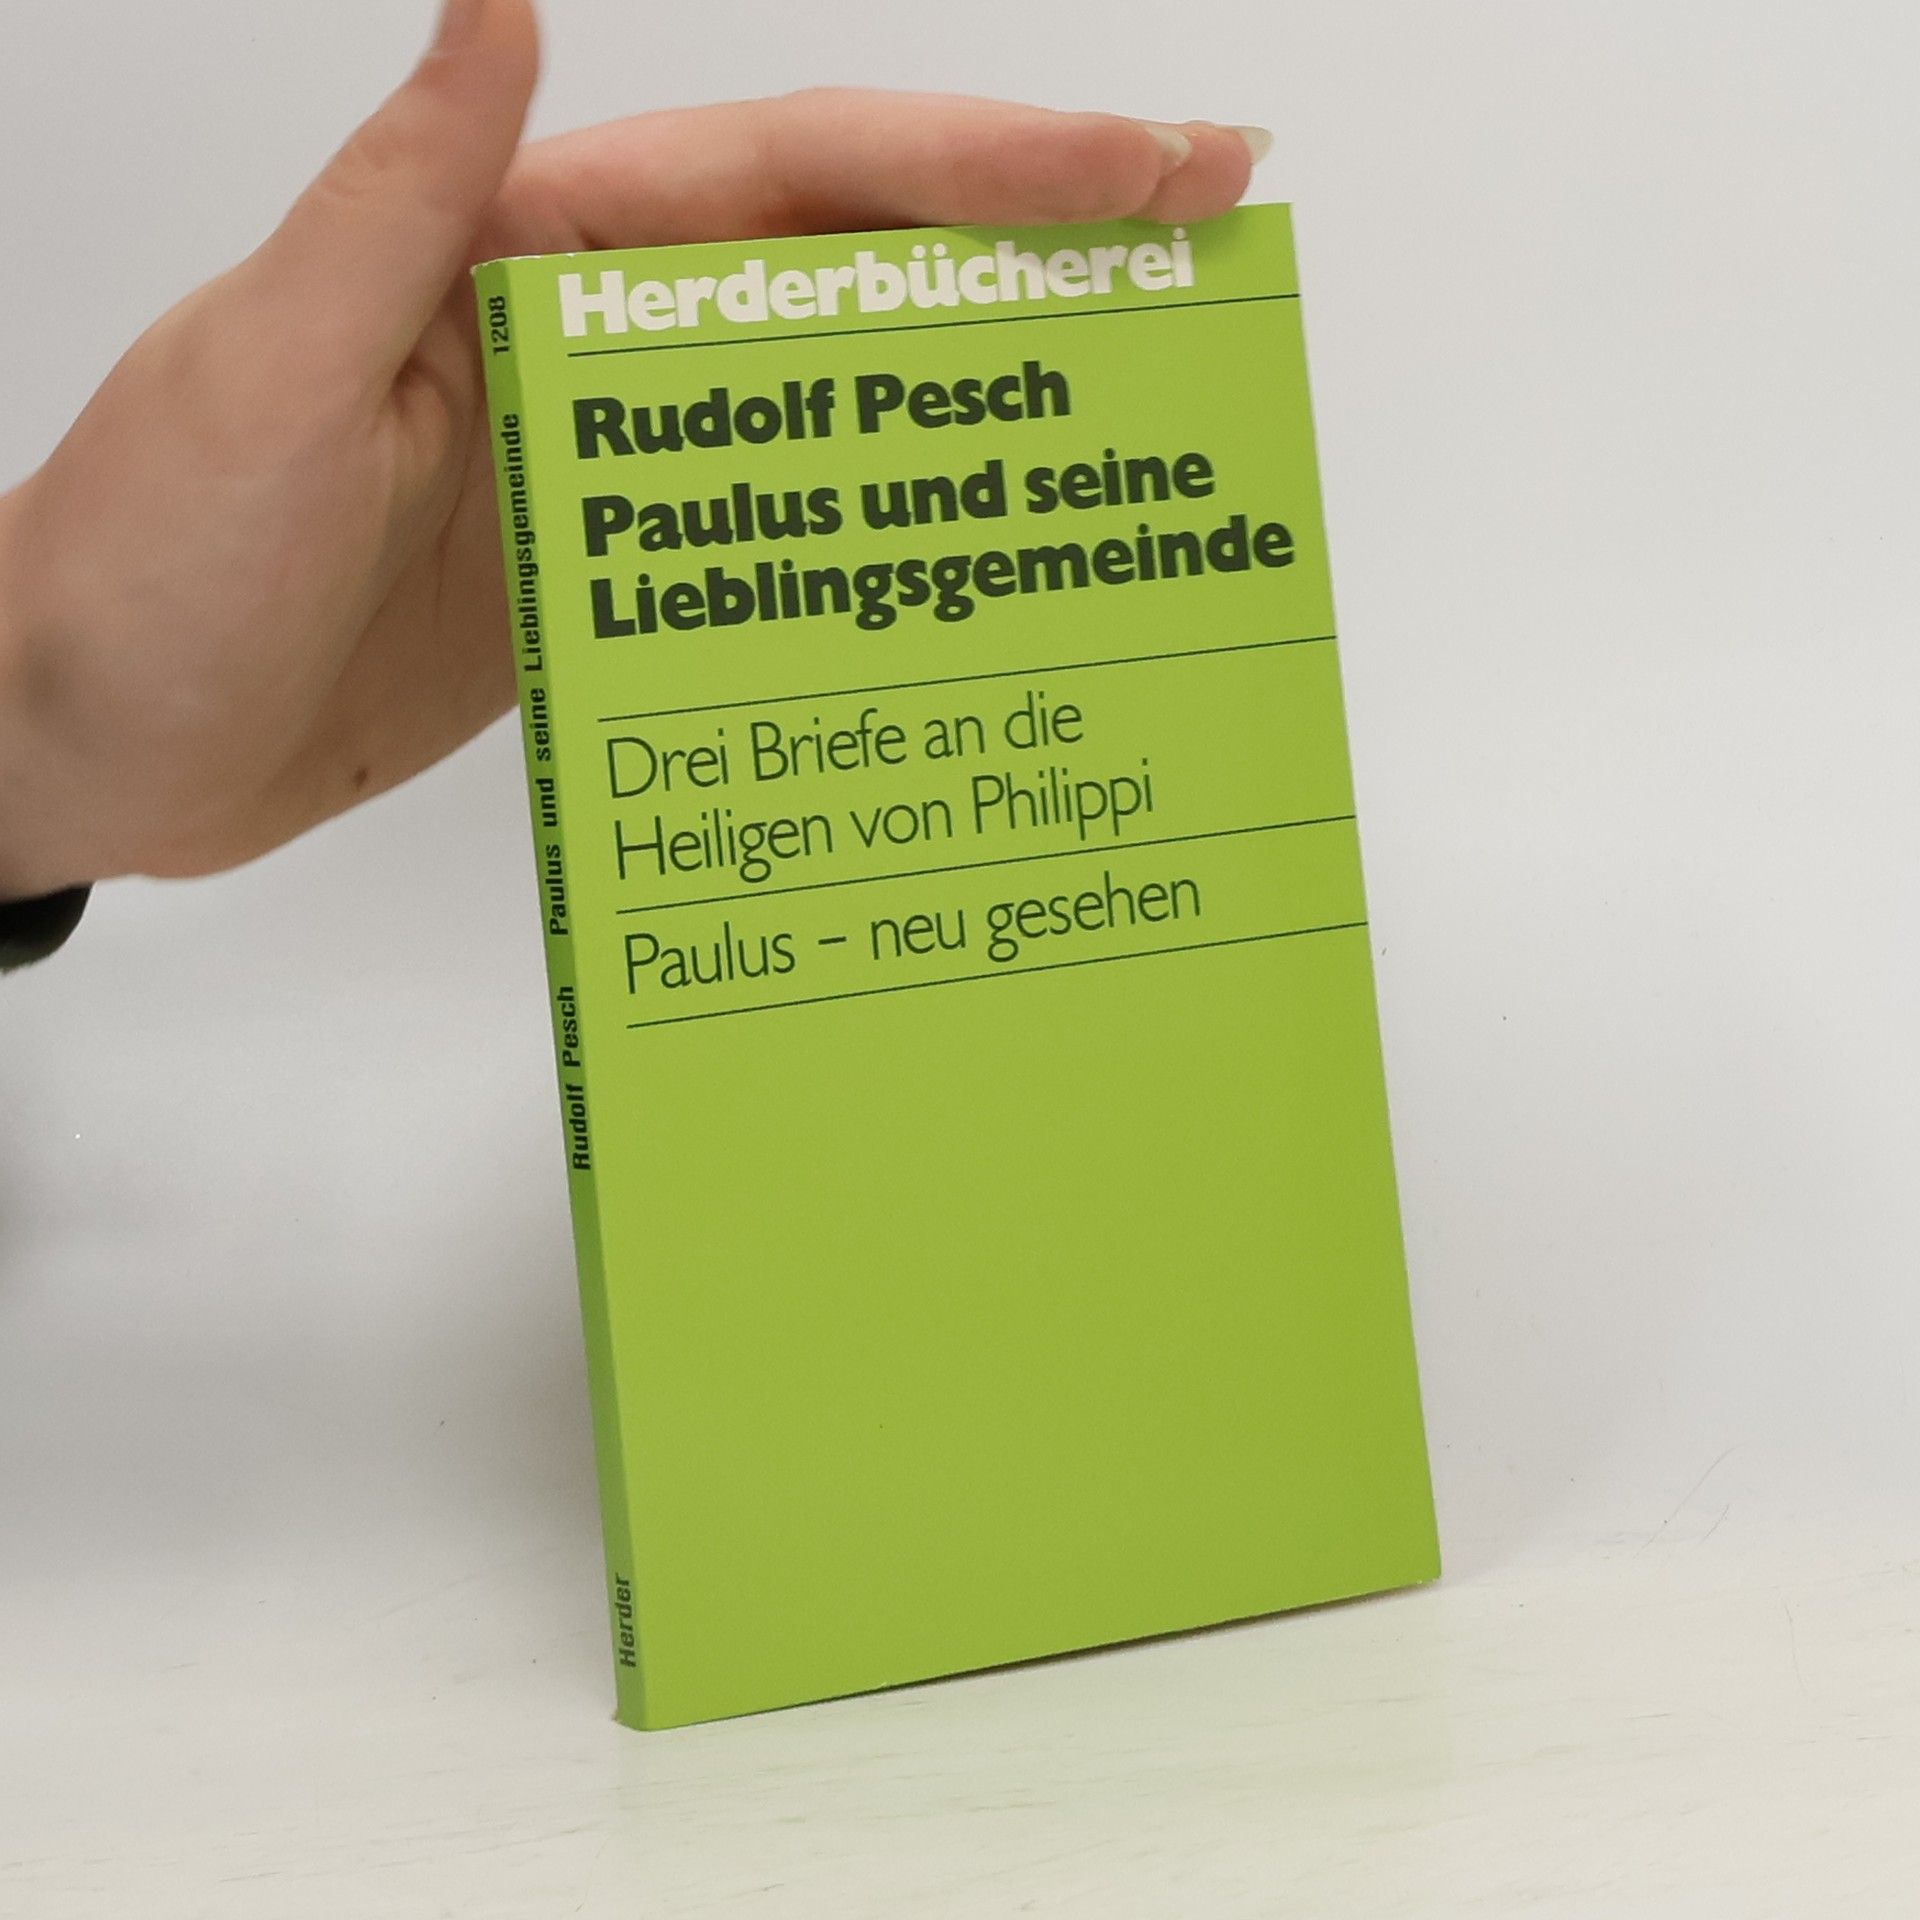 Herderbücherei
Rudolf Pesch
Paulus und seine
Lieblingsgemeinde
Drei Briefe an die
Heiligen von Philippi
Paulus – neu gesehen
Herder Rudolf Pesch Paulus und seine Lieblingsgemeinde 1208